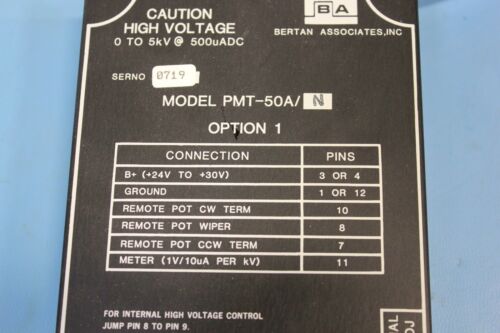 CAUTION
HIGH VOLTAGE
0 TO 5kV @ 500uADC
BA
BERTAN ASSOCIATES,INC
SERNO 0719
MODEL PMT-50A/ N
OPTION 1
CONNECTION PINS
B+ (+24V TO +30V) 3 OR 4
GROUND 1 OR 12
REMOTE POT CW TERM 10
REMOTE POT WIPER 8
REMOTE POT CCW TERM 7
METER (1V/10uA PER kV) 11
FOR INTERNAL HIGH VOLTAGE CONTROL
JUMP PIN 8 TO PIN 9.